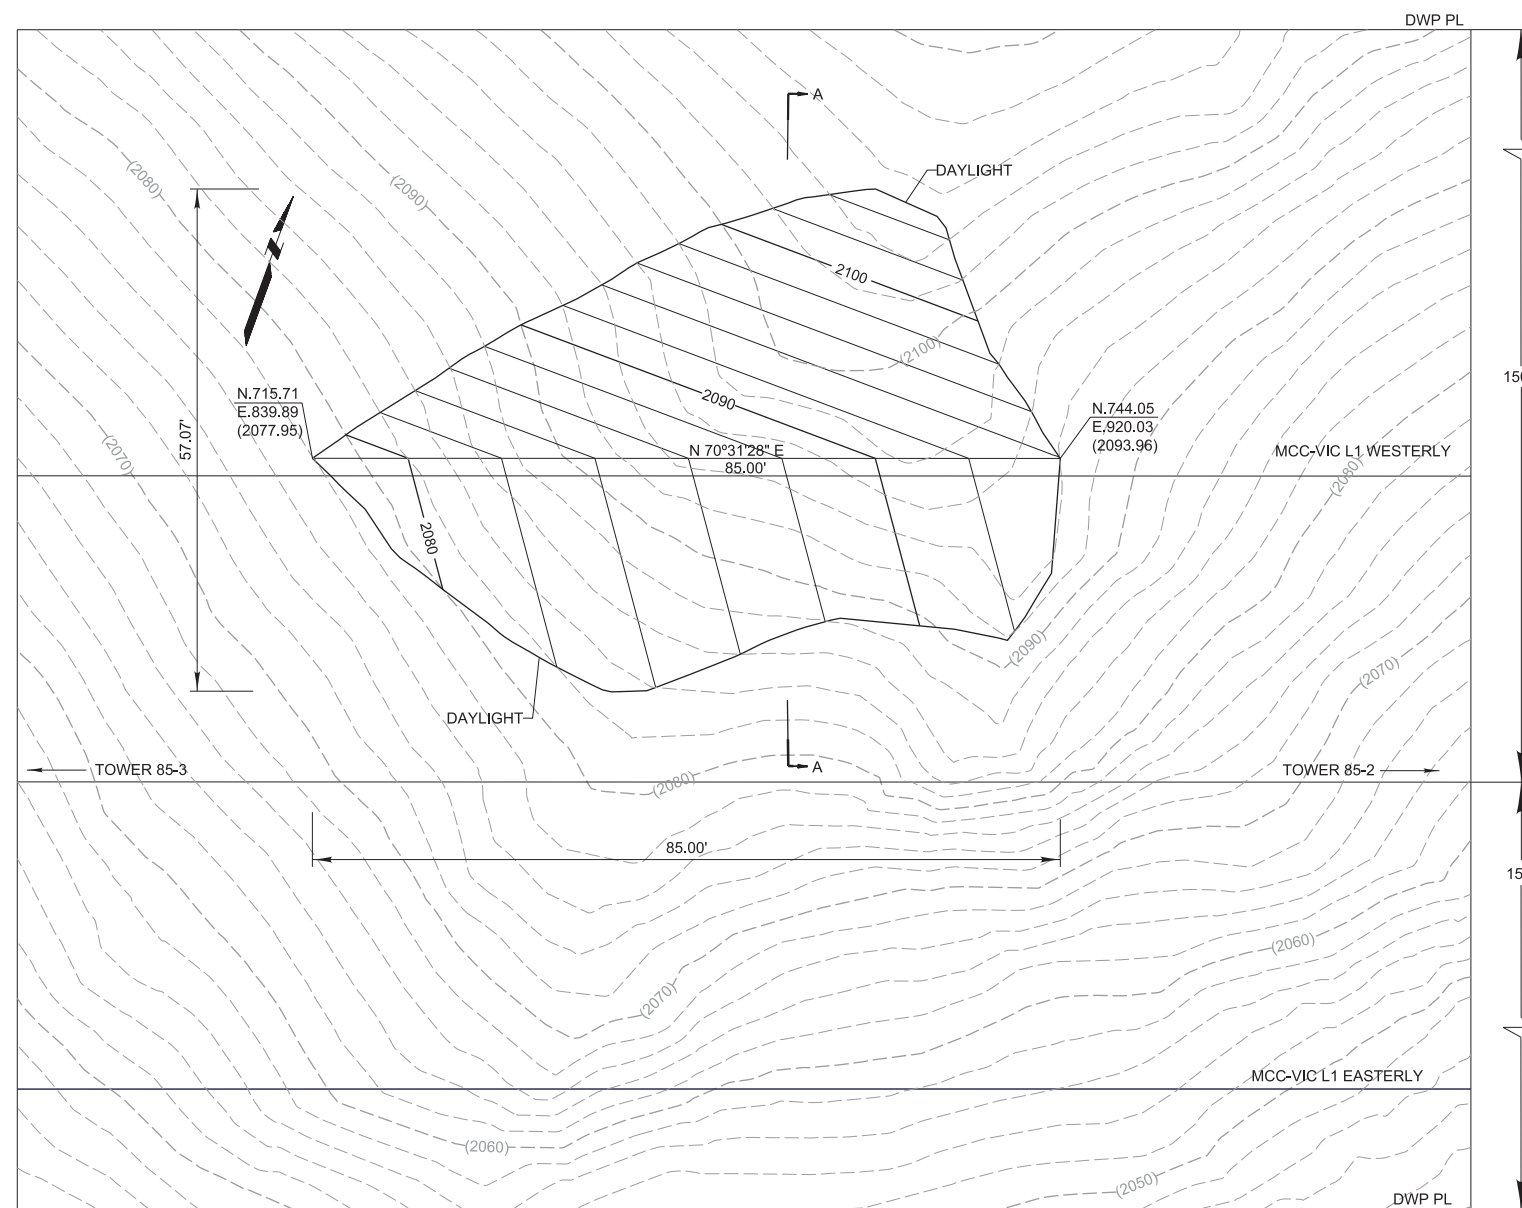 DWP PL
A
DAYLIGHT
(2080)
(2090)
2100
(2100)
N.715.71
E.839.89
(2077.95)
57.07'
2090
N.744.05
E.920.03
(2093.96)
N 70°31'28" E
85.00'
MCC-VIC L1 WESTERLY
(2070)
(2080)
2080
(2090)
(2070)
DAYLIGHT
A
TOWER 85-3
(2080)
TOWER 85-2
85.00'
(2060)
(2070)
MCC-VIC L1 EASTERLY
(2060)
(2050)
DWP PL